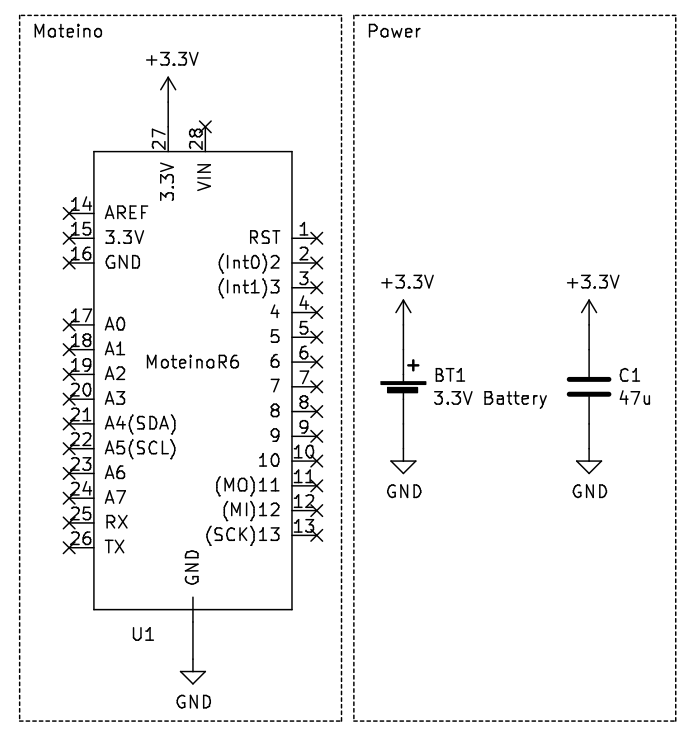 Moteino
+3.3V
27
28
3.3V
VIN
14
AREF
15
3.3V
16
GND
17
A0
18
A1
19
A2
20
A3
21
A4(SDA)
22
A5(SCL)
23
A6
24
A7
25
RX
26
TX
MoteinoR6
RST
1
(Int0)2
2
(Int1)3
3
4
4
5
5
6
6
7
7
8
8
9
9
10
10
(MO)11
11
(MI)12
12
(SCK)13
13
GND
U1
GND
Power
+3.3V
+
BT1
3.3V Battery
GND
+3.3V
C1
47u
GND